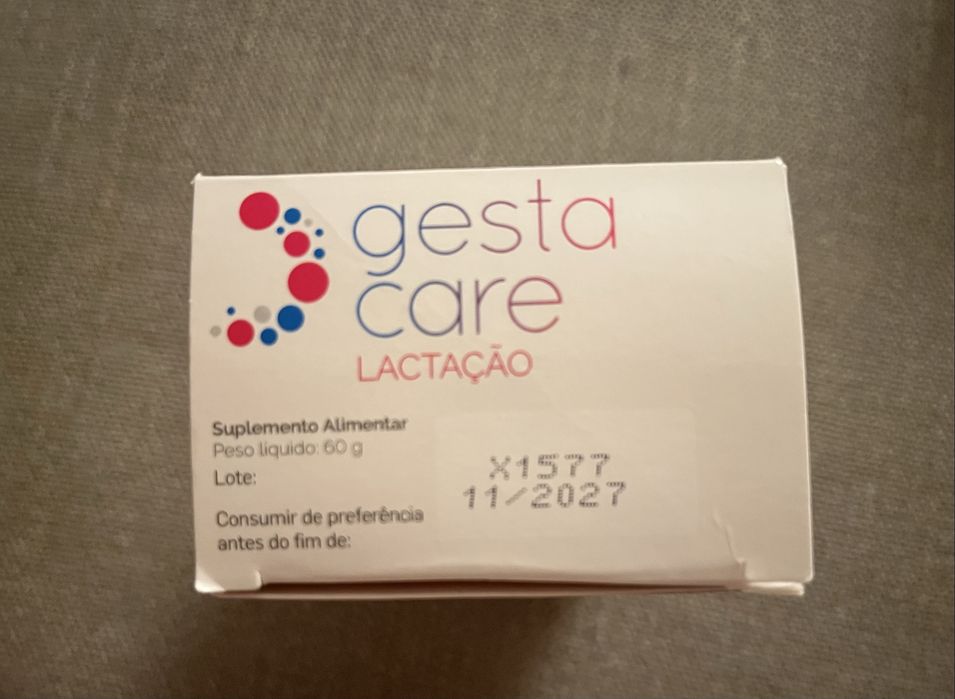 gesta
care
LACTAÇÃO
Suplemento Alimentar
Peso líquido: 60 g
Lote:
X1577
Consumir de preferência
antes do fim de:
11/2027